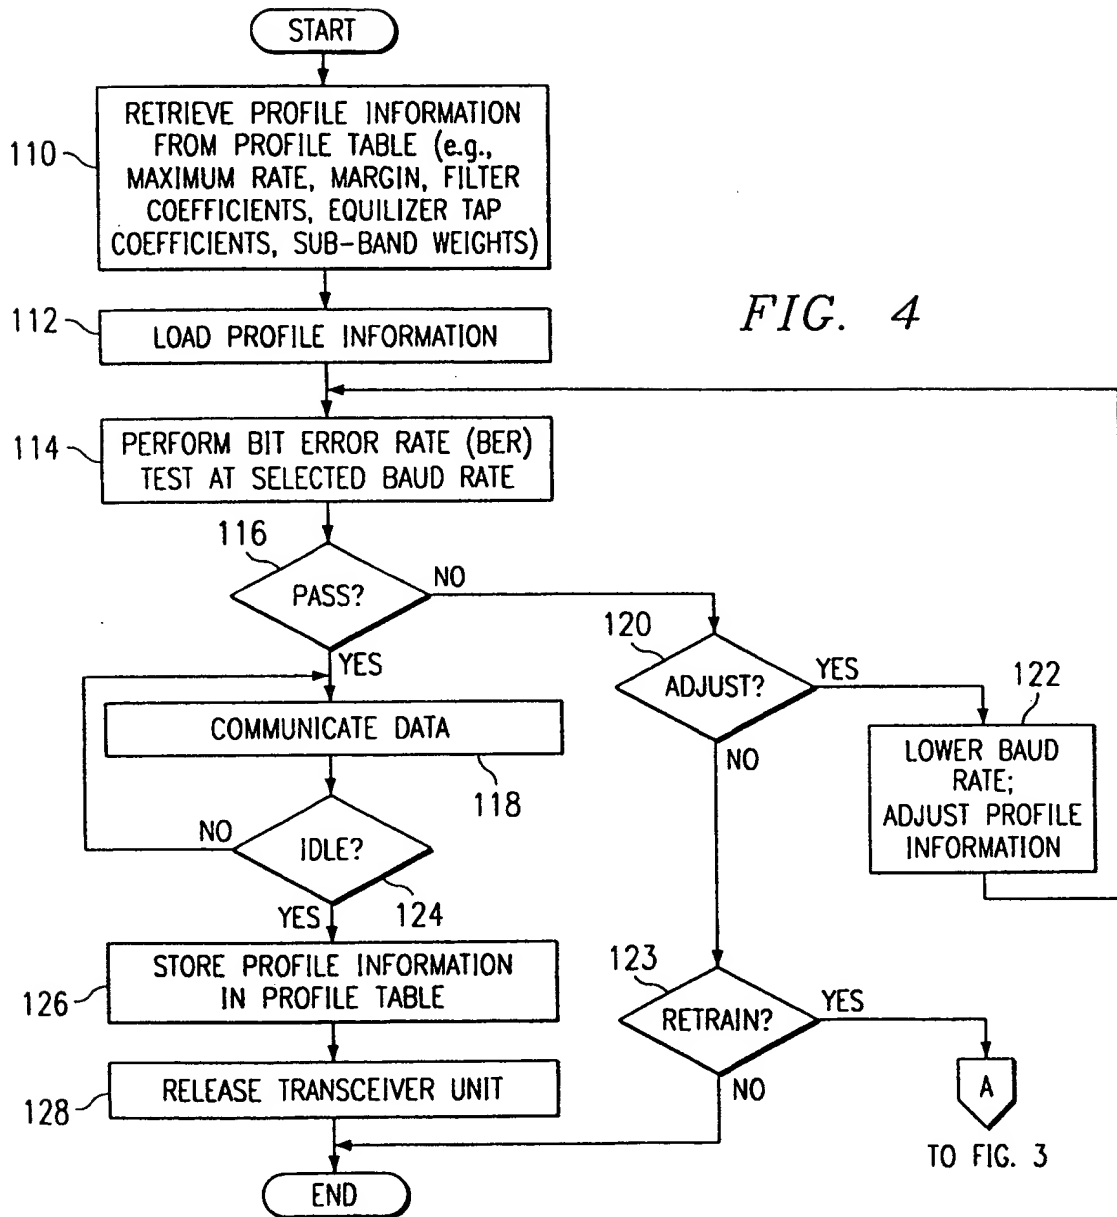 START
110
RETRIEVE PROFILE INFORMATION
FROM PROFILE TABLE (e.g.,
MAXIMUM RATE, MARGIN, FILTER
COEFFICIENTS, EQUILIZER TAP
COEFFICIENTS, SUB-BAND WEIGHTS)
FIG. 4
112
LOAD PROFILE INFORMATION
114
PERFORM BIT ERROR RATE (BER)
TEST AT SELECTED BAUD RATE
116
PASS?
NO
YES
120
ADJUST?
YES
NO
122
LOWER BAUD
RATE;
ADJUST PROFILE
INFORMATION
COMMUNICATE DATA
118
NO
IDLE?
124
YES
126
STORE PROFILE INFORMATION
IN PROFILE TABLE
123
RETRAIN?
YES
NO
A
TO FIG. 3
128
RELEASE TRANSCEIVER UNIT
END